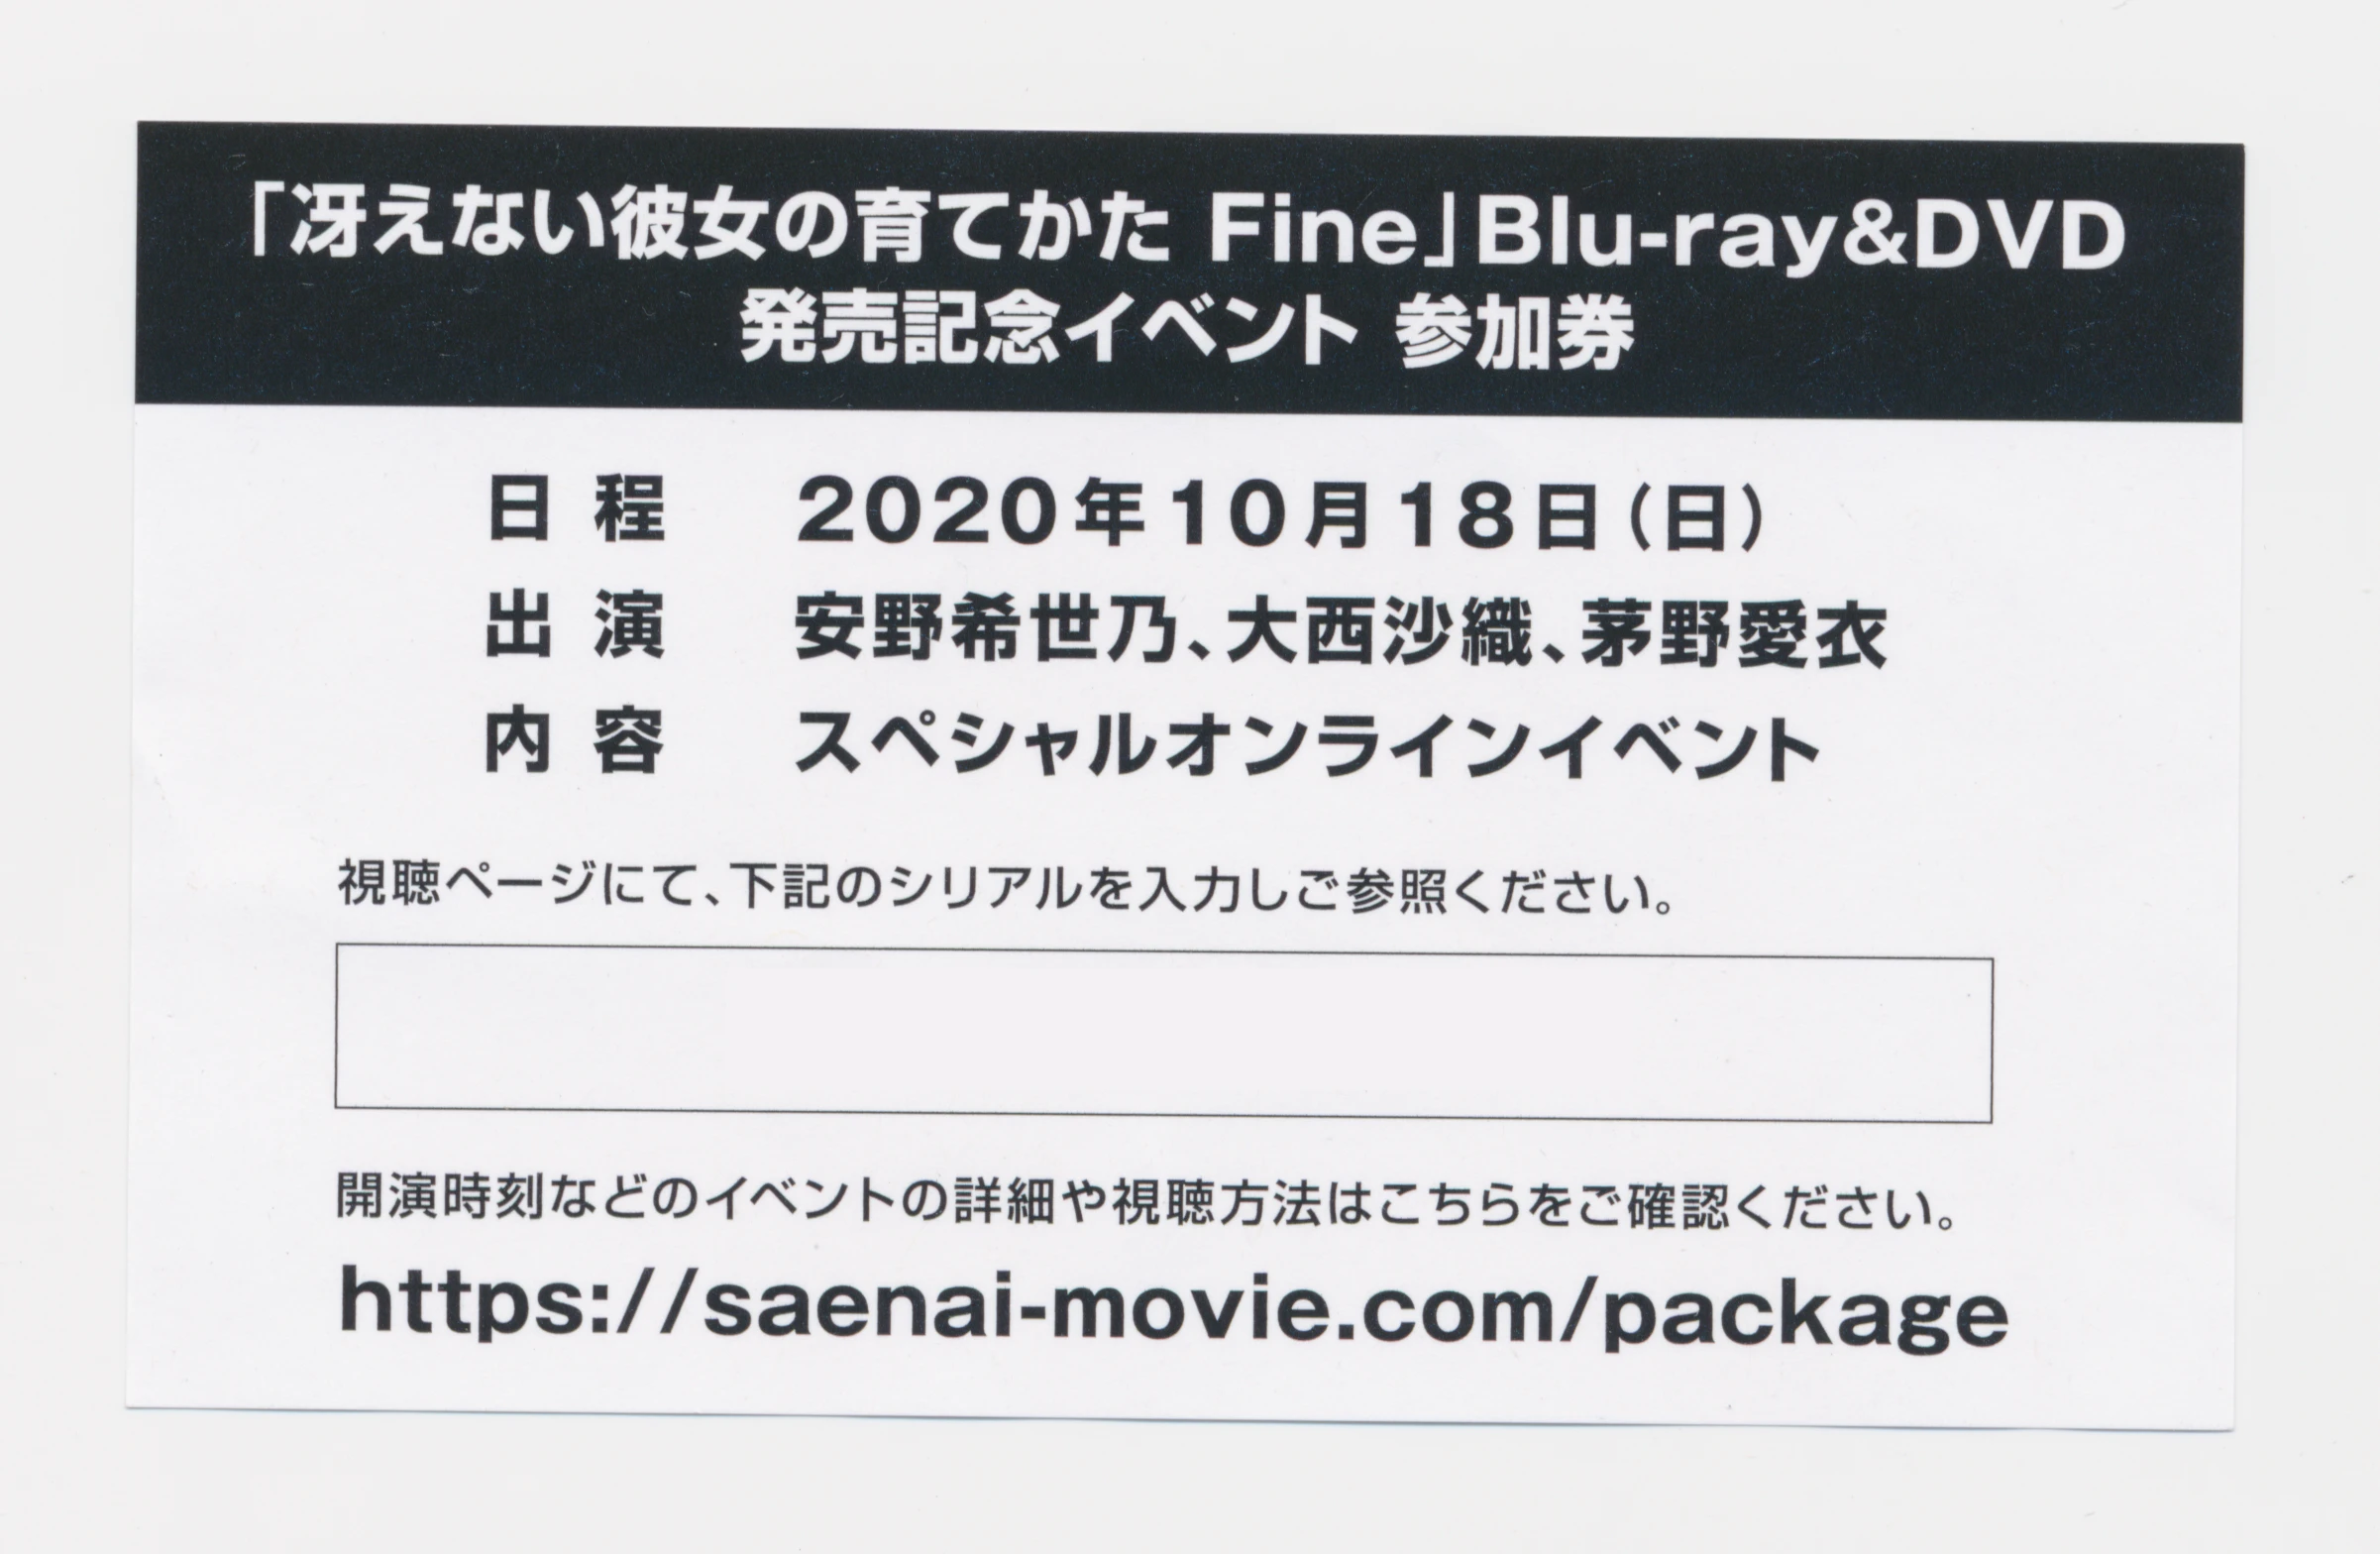 「冴えない彼女の育てかた Fine」Blu-ray&DVD
発売記念イベント 参加券
日程 2020年10月18日(日)
出演 安野希世乃、大西沙織、茅野愛衣
内容 スペシャルオンラインイベント
視聴ページにて、下記のシリアルを入力しご参照ください。
開演時刻などのイベントの詳細や視聴方法はこちらをご確認ください。
https://saenai-movie.com/package